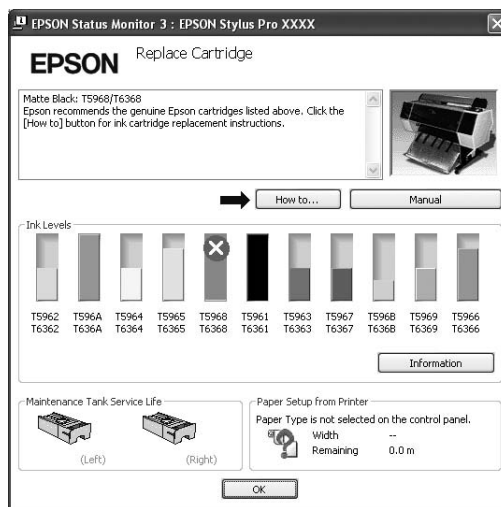 EPSON Status Monitor 3 : EPSON Stylus Pro XXXX
EPSON
Replace Cartridge
Matte Black: T5968/T6368
Epson recommends the genuine Epson cartridges listed above. Click the
[How to] button for ink cartridge replacement instructions.
How to...
Manual
Ink Levels
T5962 T596A T5964 T5965 T5968 T5961 T5963 T5967 T596B T5969 T5966
T6362 T636A T6364 T6365 T6368 T6361 T6363 T6367 T636B T6369 T6366
Information
Maintenance Tank Service Life
(Left)
(Right)
Paper Setup from Printer
Paper Type is not selected on the control panel.
Width --
Remaining 0.0 m
OK